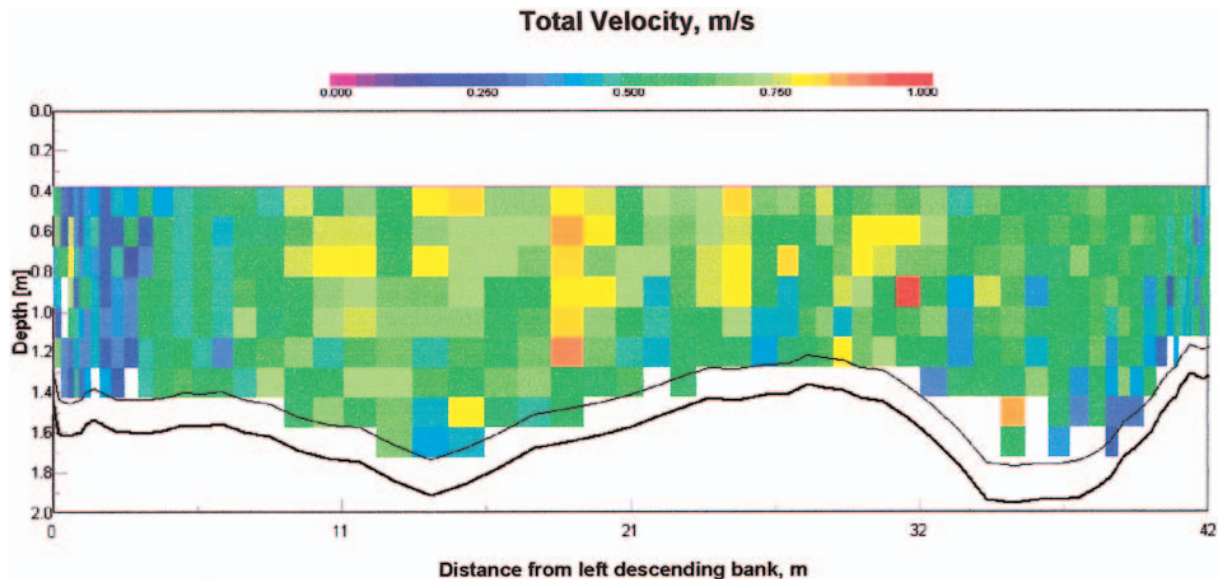 Total Velocity, m/s
0.000 0.250 0.500 0.750 1.000
0.0
0.2
0.4
0.6
0.8
1.0
1.2
1.4
1.6
1.8
2.0
Depth [m]
0 11 21 32 42
Distance from left descending bank, m